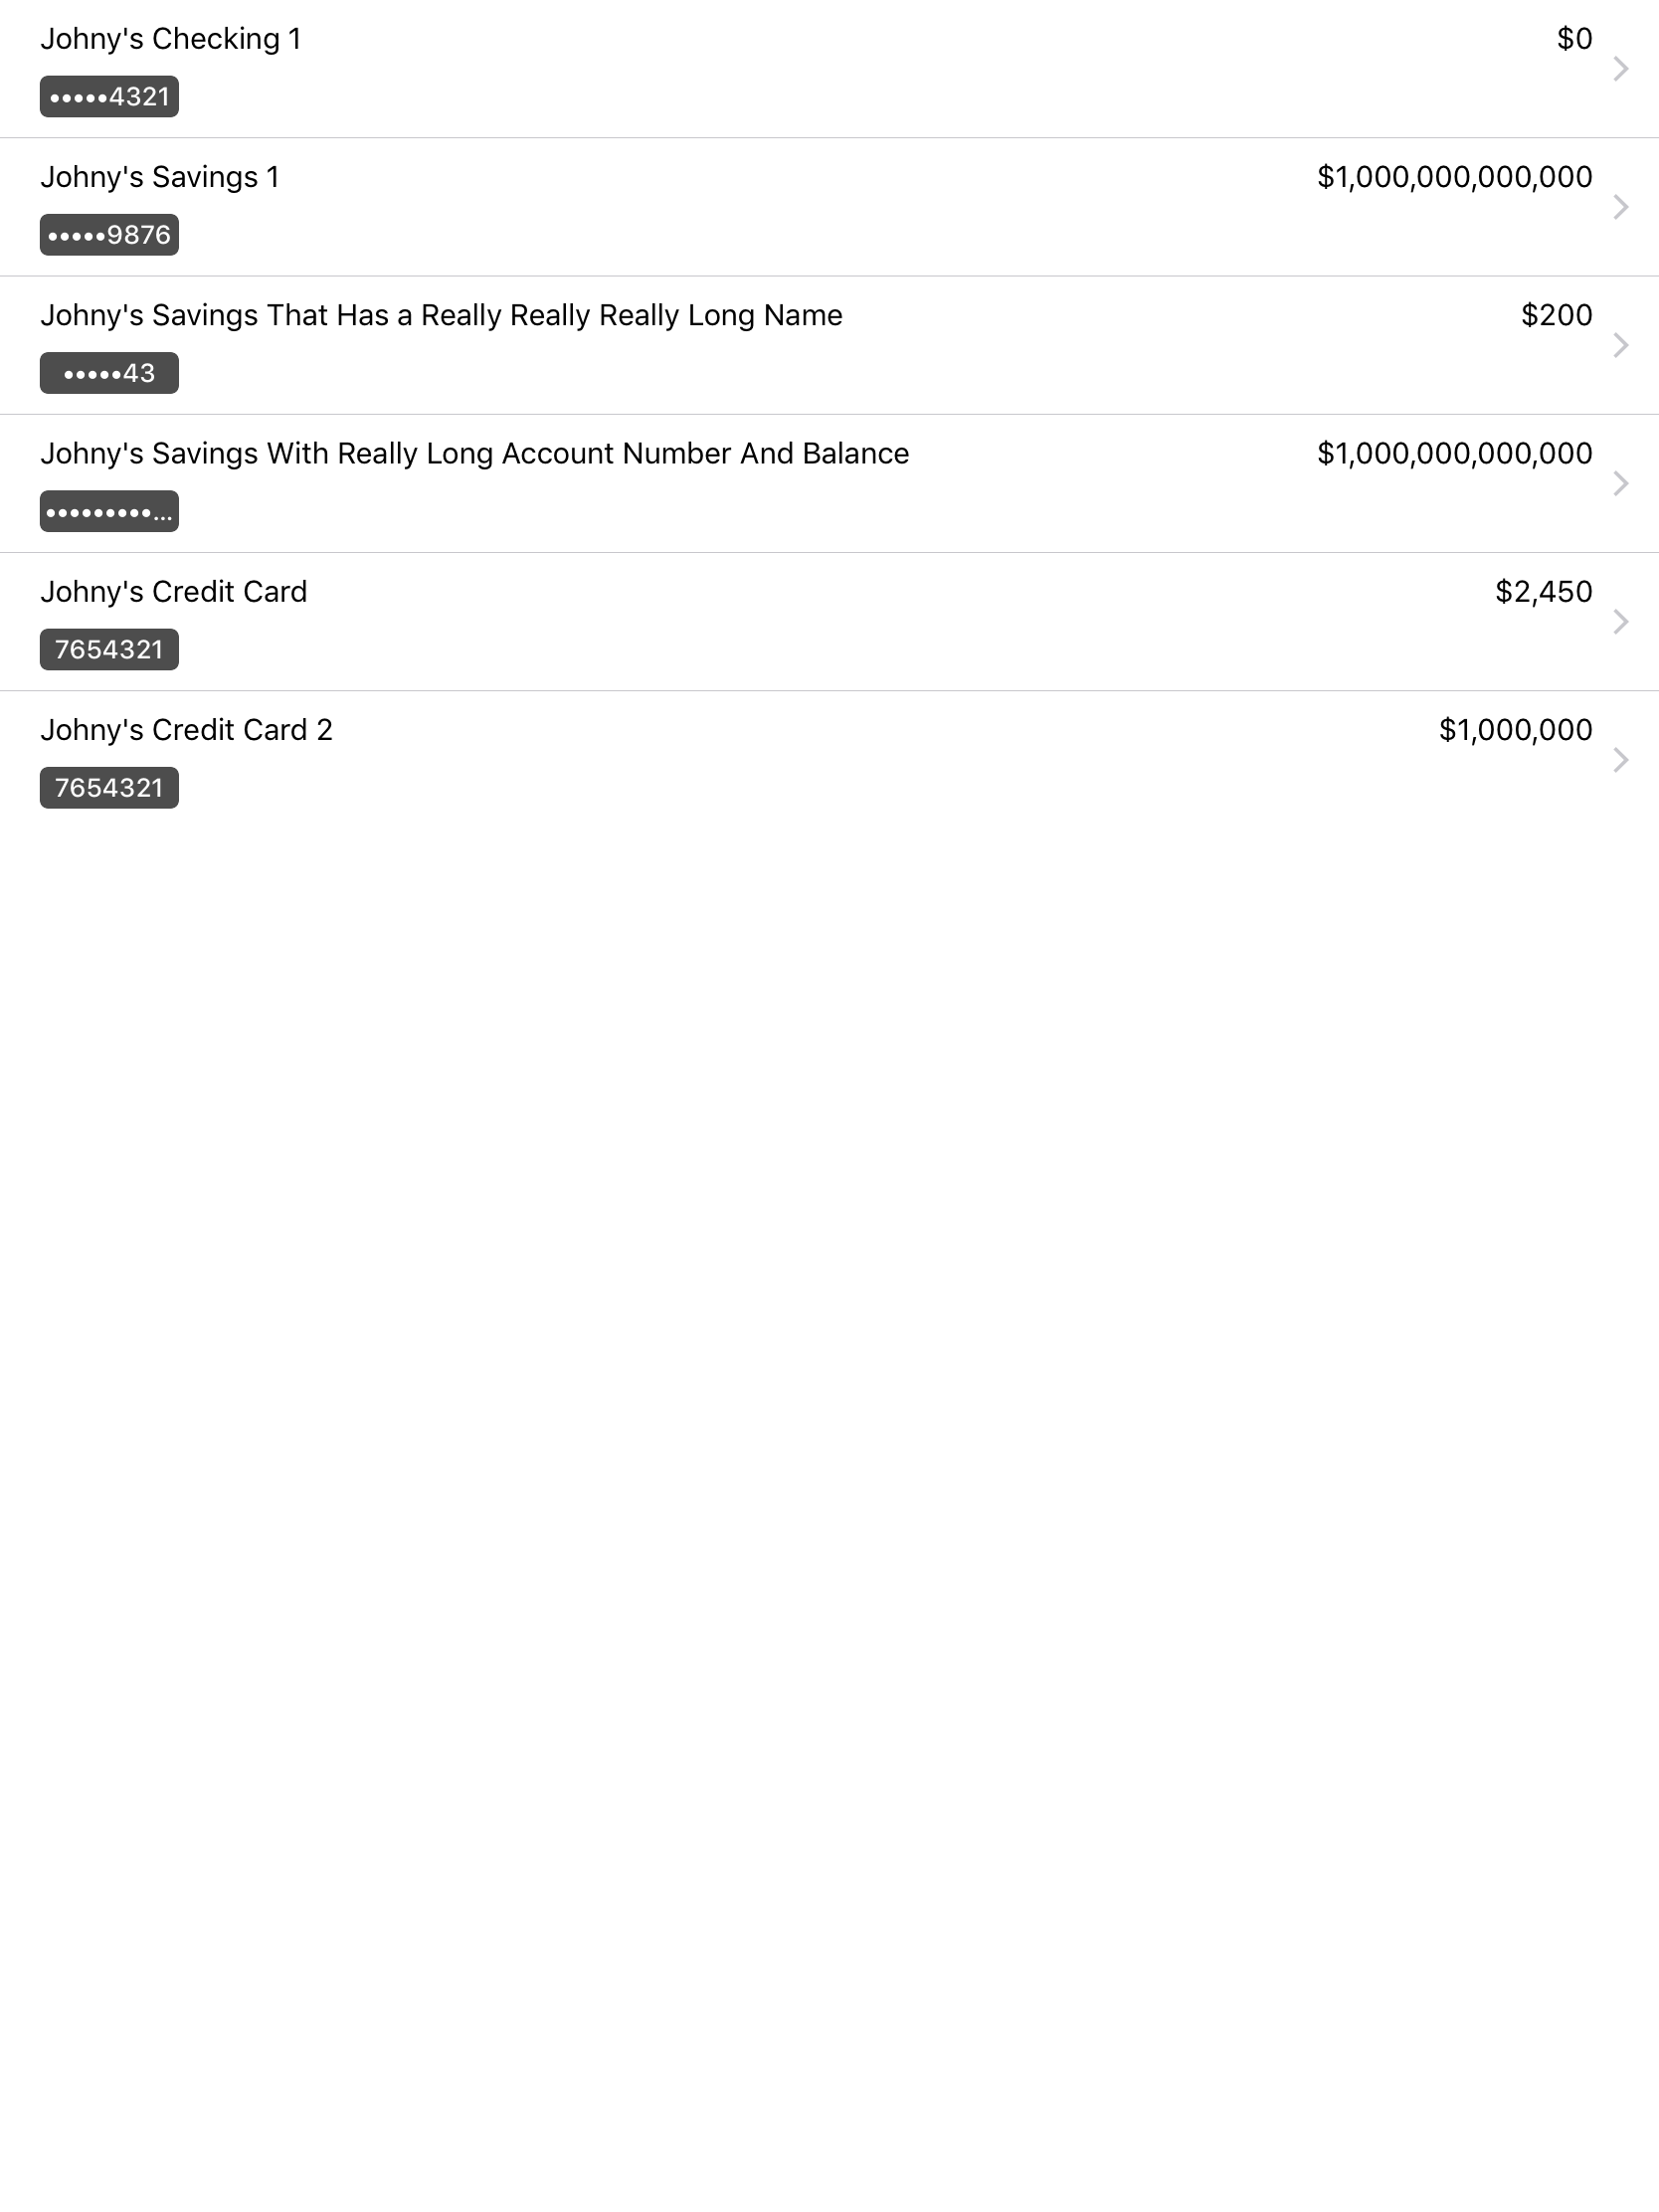 Johny's Checking 1 $0
•••••4321
Johny's Savings 1 $1,000,000,000,000
•••••9876
Johny's Savings That Has a Really Really Really Long Name $200
•••••43
Johny's Savings With Really Long Account Number And Balance $1,000,000,000,000
•••••••••...
Johny's Credit Card $2,450
7654321
Johny's Credit Card 2 $1,000,000
7654321